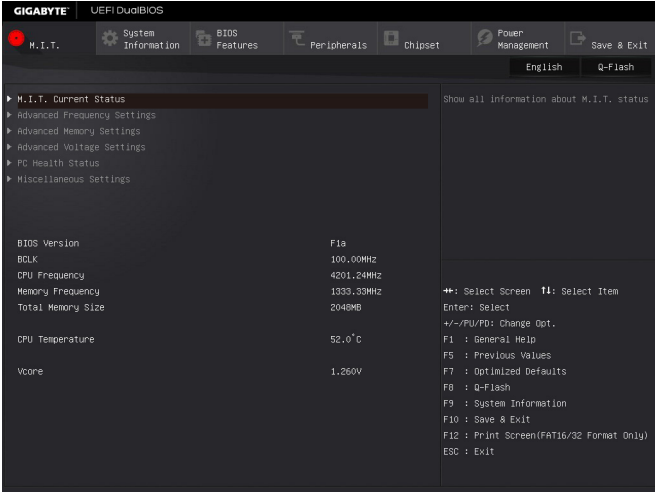 GIGABYTE™ UEFI DualBIOS
M.I.T.
System Information
BIOS Features
Peripherals
Chipset
Power Management
Save & Exit
English
Q-Flash
M.I.T. Current Status
Advanced Frequency Settings
Advanced Memory Settings
Advanced Voltage Settings
PC Health Status
Miscellaneous Settings
Show all information about M.I.T. status
BIOS Version F1a
BCLK 100.00MHz
CPU Frequency 4201.24MHz
Memory Frequency 1333.33MHz
Total Memory Size 2048MB
CPU Temperature 52.0°C
Vcore 1.260V
→←: Select Screen ↑↓: Select Item
Enter: Select
+/-/PU/PD: Change Opt.
F1 : General Help
F5 : Previous Values
F7 : Optimized Defaults
F8 : Q-Flash
F9 : System Information
F10 : Save & Exit
F12 : Print Screen(FAT16/32 Format Only)
ESC : Exit